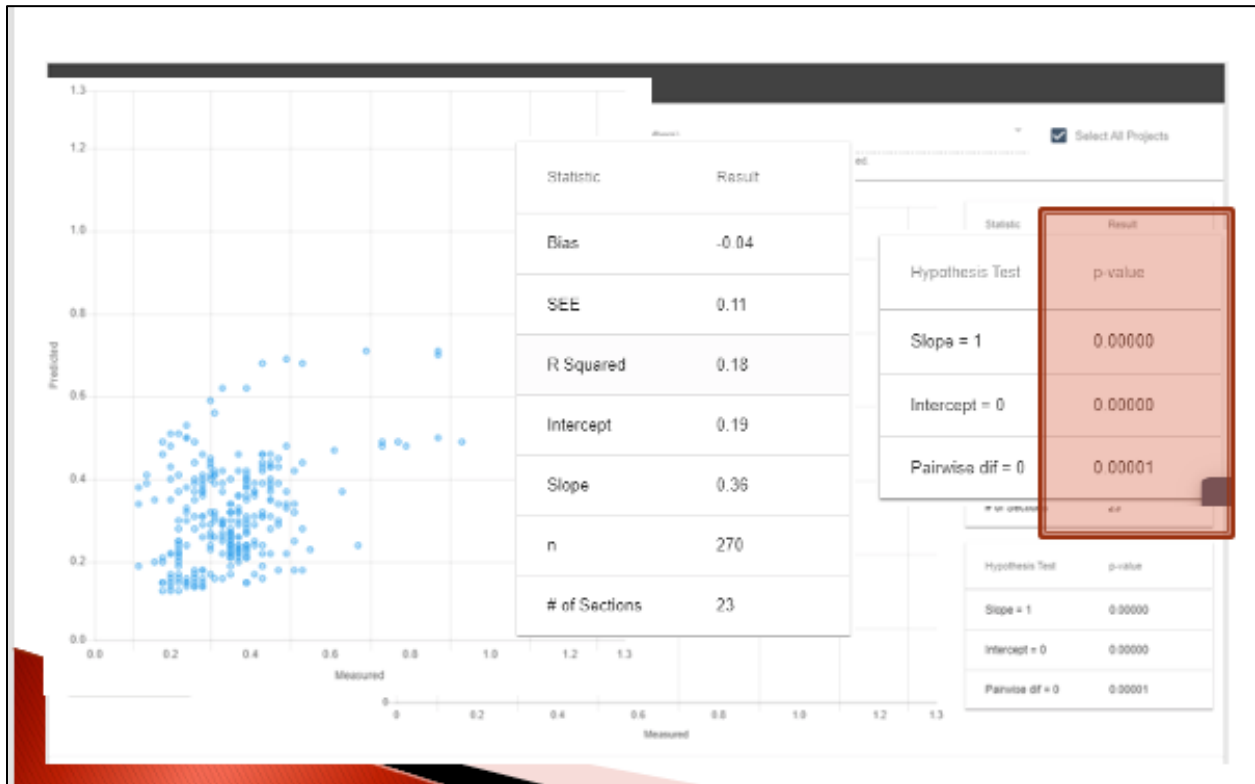 1.3
1.2
1.0
0.8
0.6
0.4
0.2
0.0
Predicted
0.0 0.2 0.4 0.6 0.8 1.0 1.2 1.3
Measured
Statistic Result
Bias -0.04
SEE 0.11
R Squared 0.18
Intercept 0.19
Slope 0.36
n 270
# of Sections 23
Select All Projects
ed.
Statistic Result
Hypothesis Test p-value
Slope = 1 0.00000
Intercept = 0 0.00000
Pairwise dif = 0 0.00001
# of Sections
Hypothesis Test p-value
Slope = 1 0.00000
Intercept = 0 0.00000
Pairwise dif = 0 0.00001
0
0 0.2 0.4 0.6 0.8 1.0 1.2 1.3
Measured